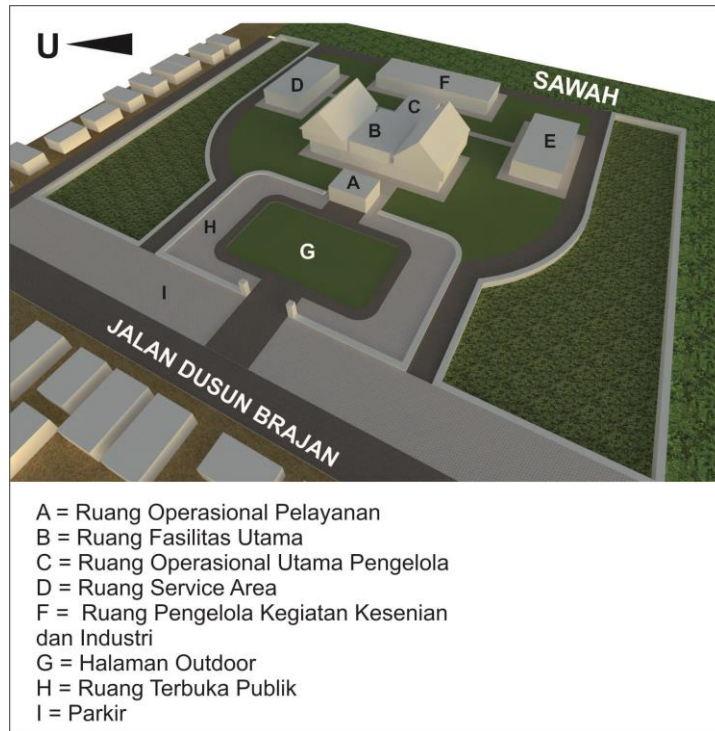 U
SAWAH
D
F
C
B
E
A
H
G
I
JALAN DUSUN BRAJAN
A = Ruang Operasional Pelayanan
B = Ruang Fasilitas Utama
C = Ruang Operasional Utama Pengelola
D = Ruang Service Area
F =  Ruang Pengelola Kegiatan Kesenian
dan Industri
G = Halaman Outdoor
H = Ruang Terbuka Publik
I = Parkir